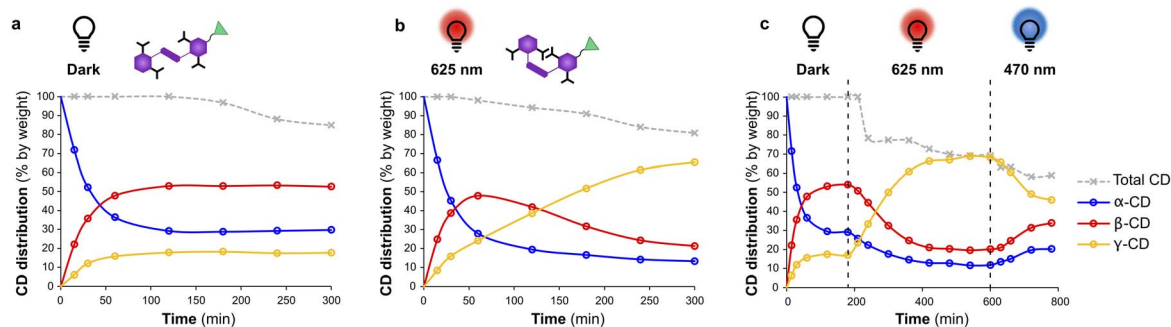 a
Dark
CD distribution (% by weight)
100
90
80
70
60
50
40
30
20
10
0
0 50 100 150 200 250 300
Time (min)
b
625 nm
CD distribution (% by weight)
100
90
80
70
60
50
40
30
20
10
0
0 50 100 150 200 250 300
Time (min)
c
Dark 625 nm 470 nm
CD distribution (% by weight)
100
90
80
70
60
50
40
30
20
10
0
0 200 400 600 800
Time (min)
Total CD
α-CD
β-CD
γ-CD